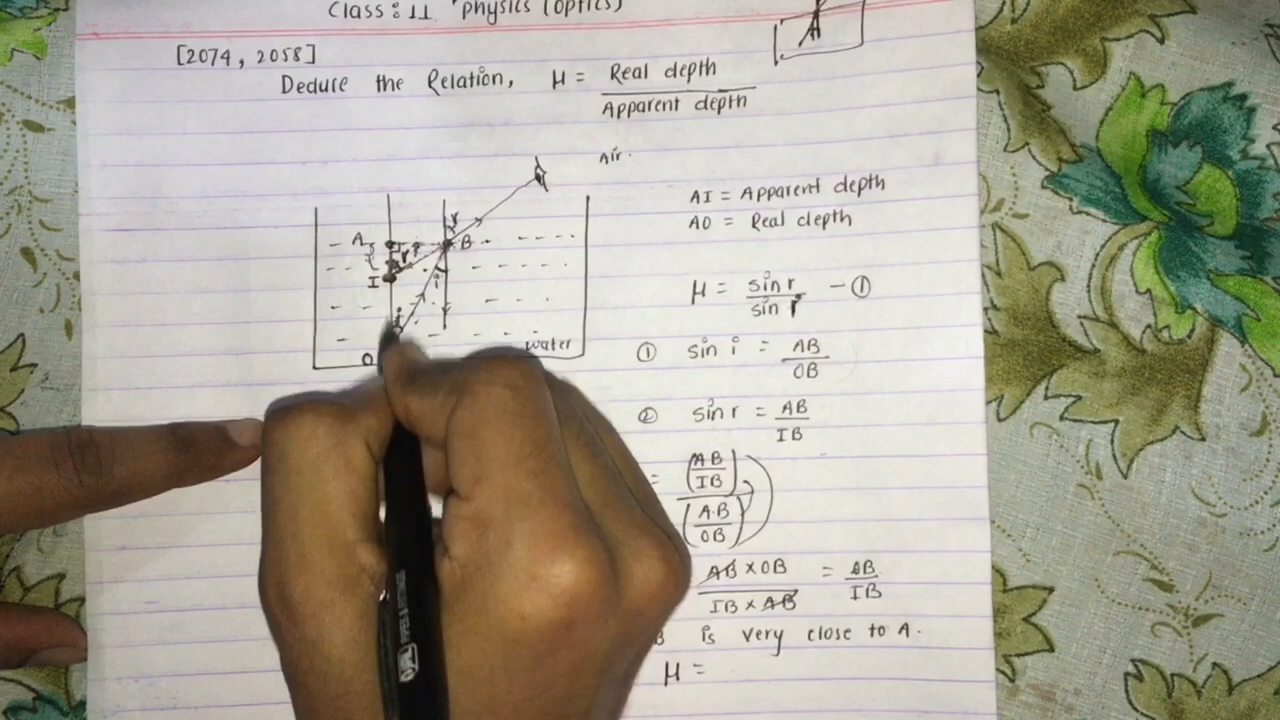 Class : 11 physics (optics)
[2074, 2058]
Deduce the Relation, μ = Real depth
Apparent depth
Air.
AI = Apparent depth
AO = Real depth
r
A
r
B
I
i
i
water
O
μ = sin r / sin i - ①
① sin i = AB / OB
② sin r = AB / IB
= (AB / IB)
(A.B / OB)
AB × OB / IB × AB = OB / IB
B is very close to A.
μ =